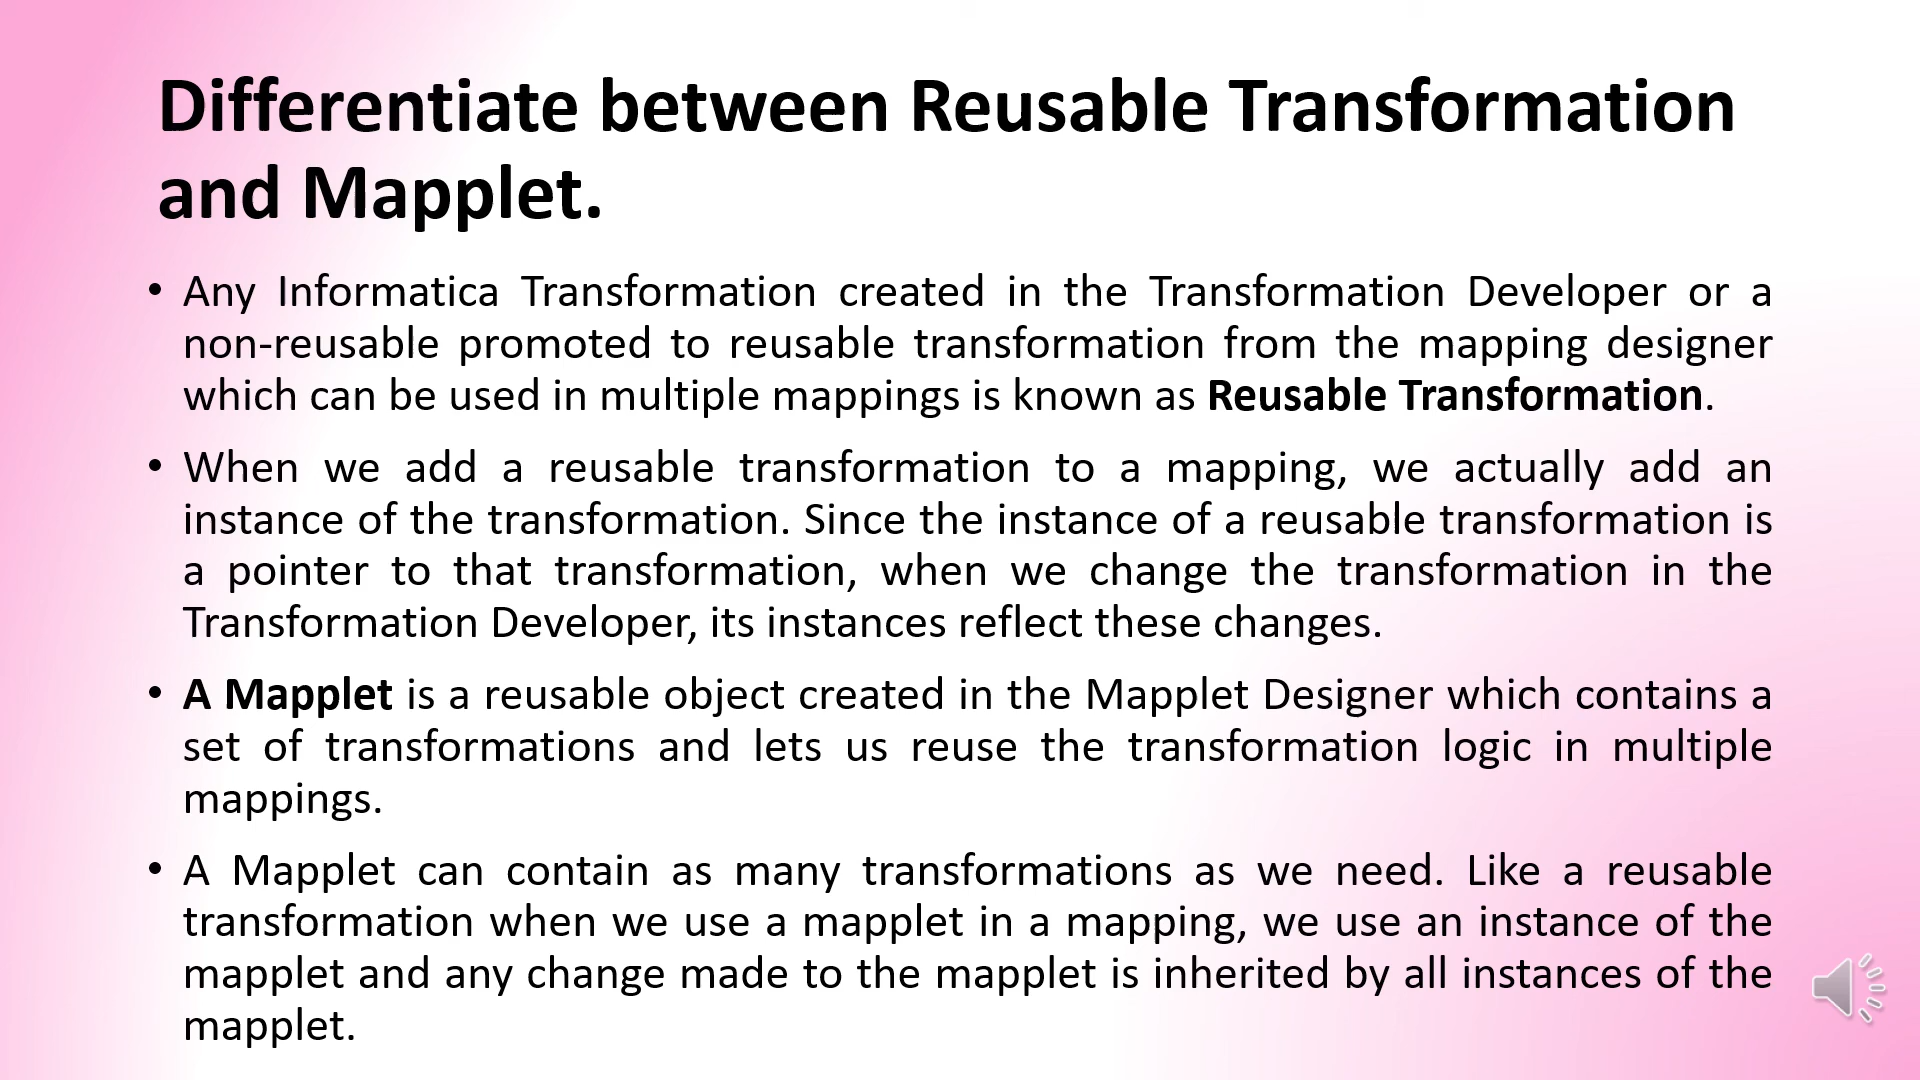 Differentiate between Reusable Transformation
and Mapplet.
• Any Informatica Transformation created in the Transformation Developer or a
non-reusable promoted to reusable transformation from the mapping designer
which can be used in multiple mappings is known as Reusable Transformation.
• When we add a reusable transformation to a mapping, we actually add an
instance of the transformation. Since the instance of a reusable transformation is
a pointer to that transformation, when we change the transformation in the
Transformation Developer, its instances reflect these changes.
• A Mapplet is a reusable object created in the Mapplet Designer which contains a
set of transformations and lets us reuse the transformation logic in multiple
mappings.
• A Mapplet can contain as many transformations as we need. Like a reusable
transformation when we use a mapplet in a mapping, we use an instance of the
mapplet and any change made to the mapplet is inherited by all instances of the
mapplet.